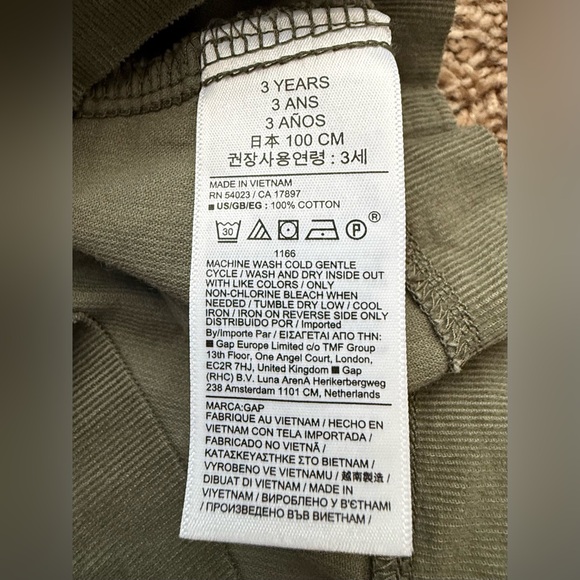 3 YEARS
3 ANS
3 AÑOS
日本 100 CM
권장사용연령 : 3세
MADE IN VIETNAM
RN 54023 / CA 17897
■ US/GB/EG : 100% COTTON
30 P ®
1166
MACHINE WASH COLD GENTLE
CYCLE / WASH AND DRY INSIDE OUT
WITH LIKE COLORS / ONLY
NON-CHLORINE BLEACH WHEN
NEEDED / TUMBLE DRY LOW / COOL
IRON / IRON ON REVERSE SIDE ONLY
DISTRIBUIDO POR / Imported
By/Importe Par / ΕΙΣΑΓΕΤΑΙ ΑΠΟ ΤΗΝ:
■ Gap Europe Limited c/o TMF Group
13th Floor, One Angel Court, London,
EC2R 7HJ, United Kingdom ■ Gap
(RHC) B.V. Luna ArenA Herikerbergweg
238 Amsterdam 1101 CM, Netherlands
MARCA:GAP
FABRIQUE AU VIETNAM / HECHO EN
VIETNAM CON TELA IMPORTADA /
FABRICADO NO VIETNÃ /
ΚΑΤΑΣΚΕΥΑΣΤΗΚΕ ΣΤΟ ΒΙΕΤΝΑΜ /
VYROBENO VE VIETNAMU / 越南製造 /
DIBUAT DI VIETNAM / MADE IN
VIYETNAM / ВИРОБЛЕНО У В'ЄТНАМІ
/ ПРОИЗВЕДЕНО ВЪВ ВИЕТНАМ /